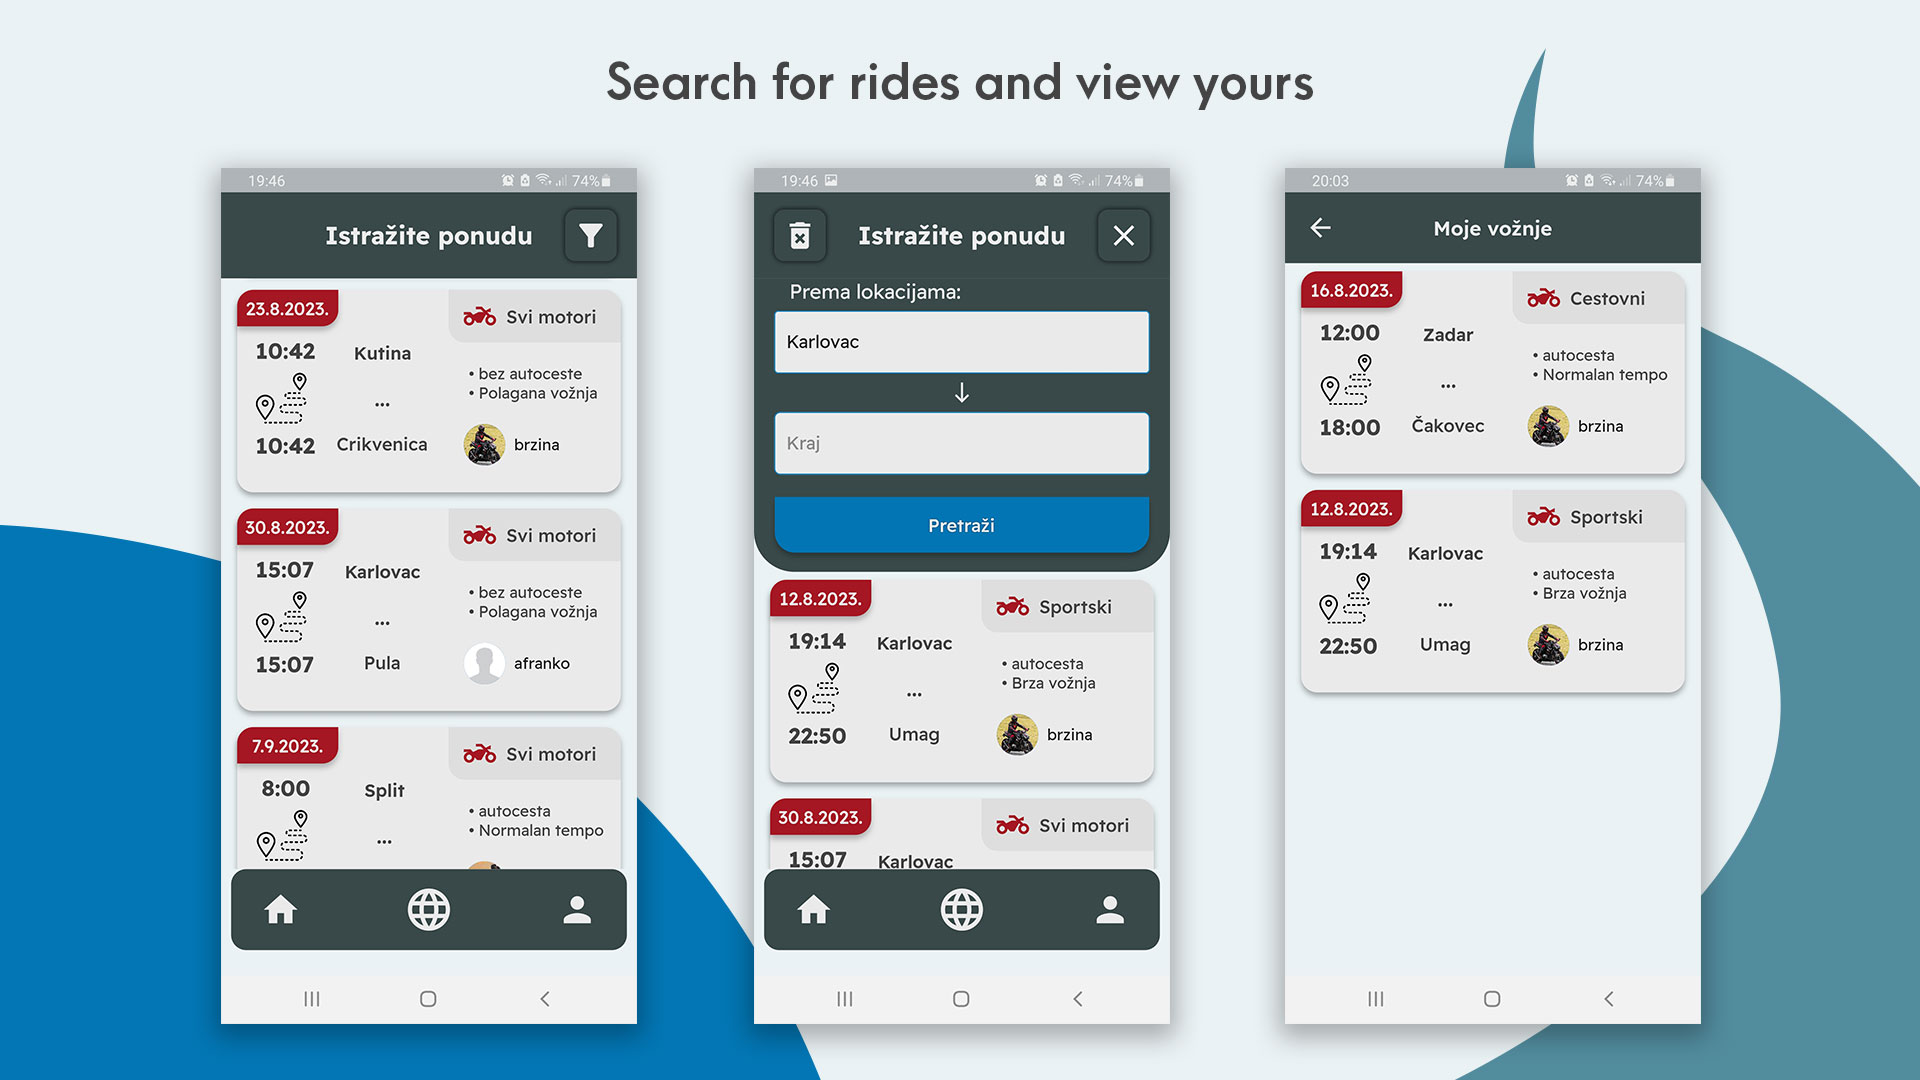 Search for rides and view yours
19:46
74%
Istražite ponudu
23.8.2023.
Svi motori
10:42
Kutina
• bez autoceste
• Polagana vožnja
...
10:42
Crikvenica
brzina
30.8.2023.
Svi motori
15:07
Karlovac
• bez autoceste
• Polagana vožnja
...
15:07
Pula
afranko
7.9.2023.
Svi motori
8:00
Split
• autocesta
• Normalan tempo
...
19:46
74%
Istražite ponudu
Prema lokacijama:
Karlovac
Kraj
Pretraži
12.8.2023.
Sportski
19:14
Karlovac
• autocesta
• Brza vožnja
...
22:50
Umag
brzina
30.8.2023.
Svi motori
15:07
Karlovac
20:03
74%
Moje vožnje
16.8.2023.
Cestovni
12:00
Zadar
• autocesta
• Normalan tempo
...
18:00
Čakovec
brzina
12.8.2023.
Sportski
19:14
Karlovac
• autocesta
• Brza vožnja
...
22:50
Umag
brzina